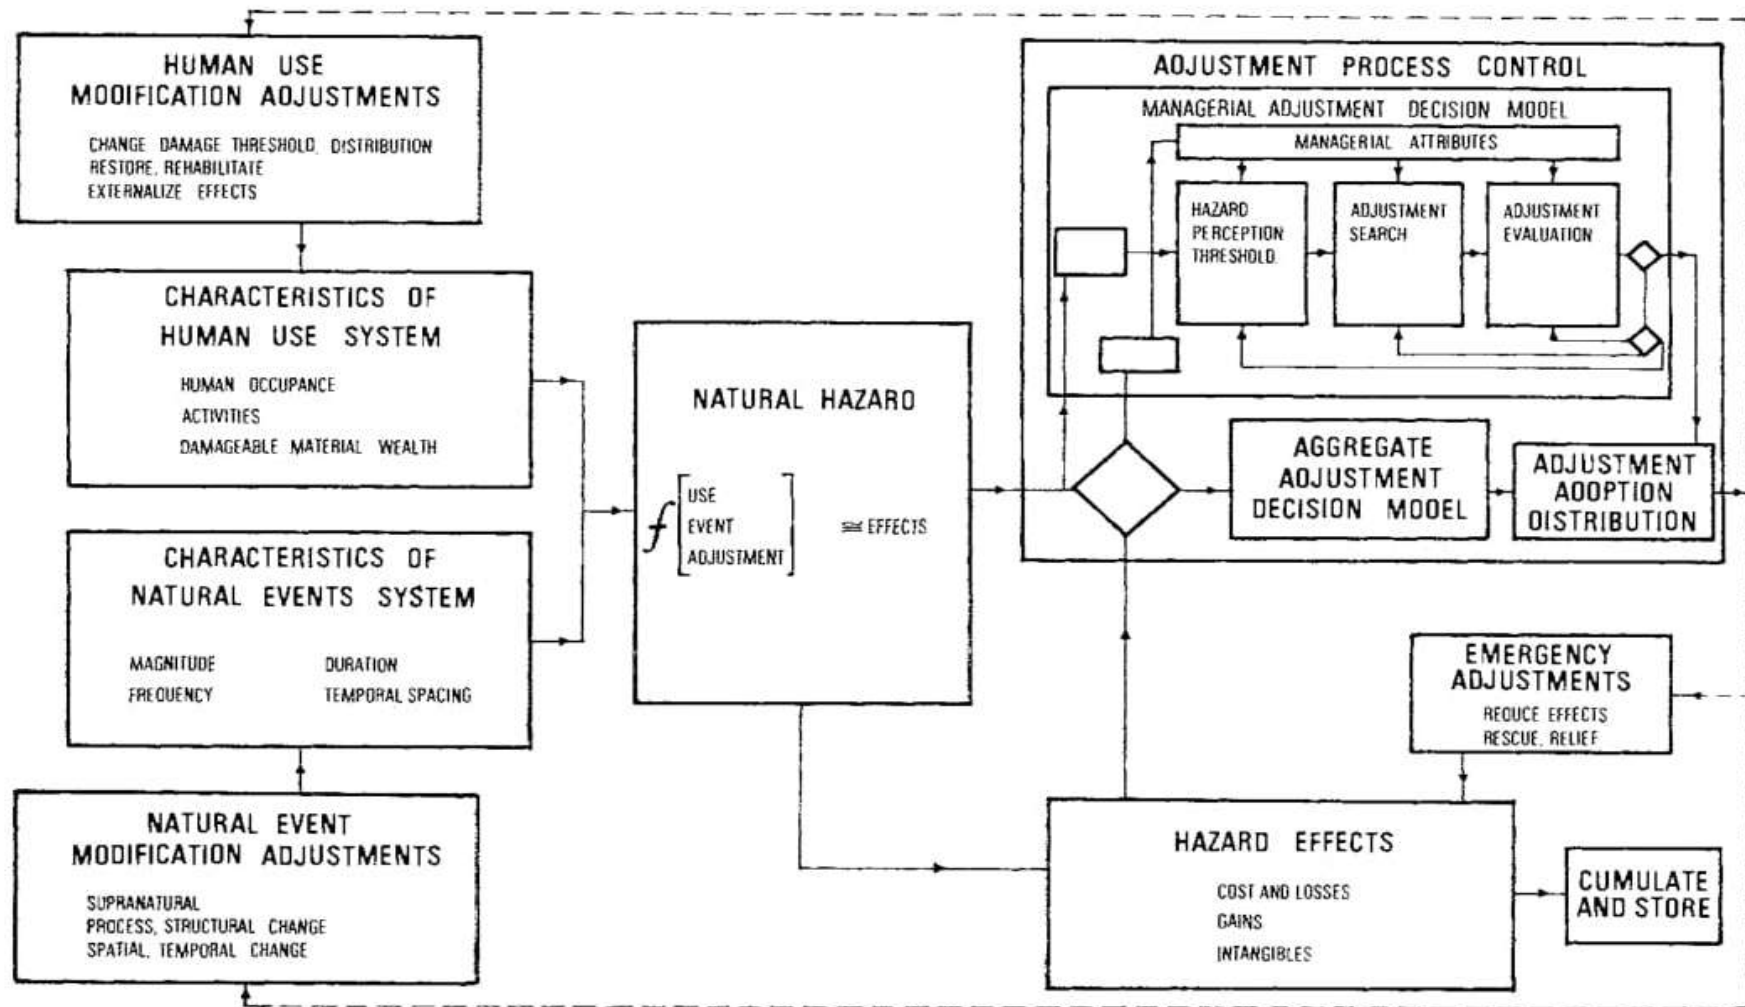 HUMAN USE
MODIFICATION ADJUSTMENTS
CHANGE DAMAGE THRESHOLD, DISTRIBUTION
RESTORE, REHABILITATE
EXTERNALIZE EFFECTS
CHARACTERISTICS OF
HUMAN USE SYSTEM
HUMAN OCCUPANCE
ACTIVITIES
DAMAGEABLE MATERIAL WEALTH
CHARACTERISTICS OF
NATURAL EVENTS SYSTEM
MAGNITUDE DURATION
FREQUENCY TEMPORAL SPACING
NATURAL EVENT
MODIFICATION ADJUSTMENTS
SUPRANATURAL
PROCESS, STRUCTURAL CHANGE
SPATIAL, TEMPORAL CHANGE
NATURAL HAZARD
USE
f EVENT ≅ EFFECTS
ADJUSTMENT
ADJUSTMENT PROCESS CONTROL
MANAGERIAL ADJUSTMENT DECISION MODEL
MANAGERIAL ATTRIBUTES
HAZARD
PERCEPTION
THRESHOLD.
ADJUSTMENT
SEARCH
ADJUSTMENT
EVALUATION
AGGREGATE
ADJUSTMENT
DECISION MODEL
ADJUSTMENT
ADOPTION
DISTRIBUTION
EMERGENCY
ADJUSTMENTS
REDUCE EFFECTS
RESCUE, RELIEF
HAZARD EFFECTS
COST AND LOSSES
GAINS
INTANGIBLES
CUMULATE
AND STORE